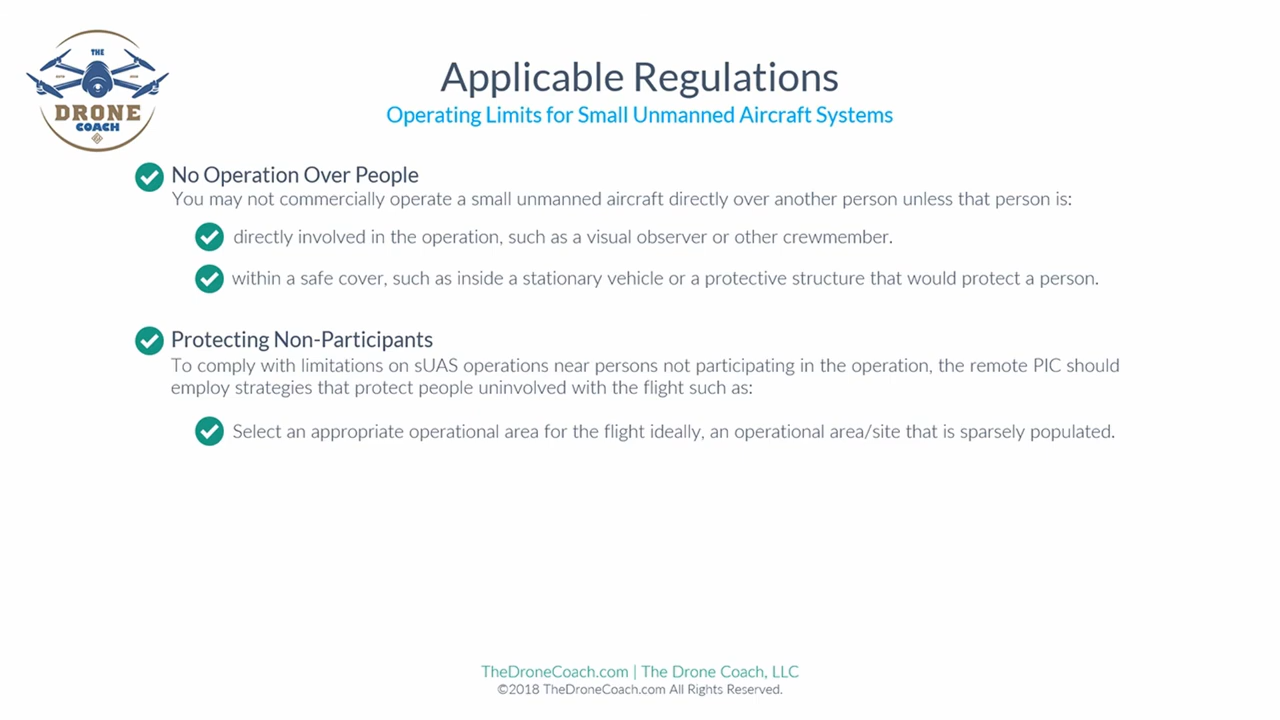 THE
DRONE
COACH
Applicable Regulations
Operating Limits for Small Unmanned Aircraft Systems
No Operation Over People
You may not commercially operate a small unmanned aircraft directly over another person unless that person is:
directly involved in the operation, such as a visual observer or other crewmember.
within a safe cover, such as inside a stationary vehicle or a protective structure that would protect a person.
Protecting Non-Participants
To comply with limitations on sUAS operations near persons not participating in the operation, the remote PIC should
employ strategies that protect people uninvolved with the flight such as:
Select an appropriate operational area for the flight ideally, an operational area/site that is sparsely populated.
TheDroneCoach.com | The Drone Coach, LLC
©2018 TheDroneCoach.com All Rights Reserved.